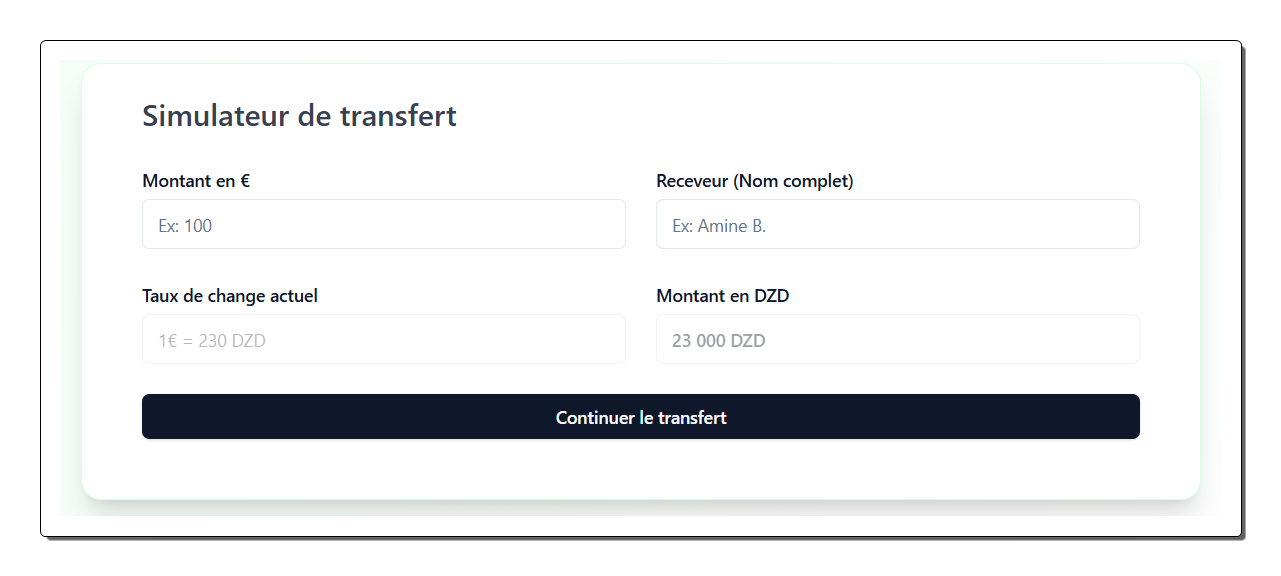 Simulateur de transfert
Montant en €
Receveur (Nom complet)
Ex: 100
Ex: Amine B.
Taux de change actuel
Montant en DZD
1€ = 230 DZD
23 000 DZD
Continuer le transfert